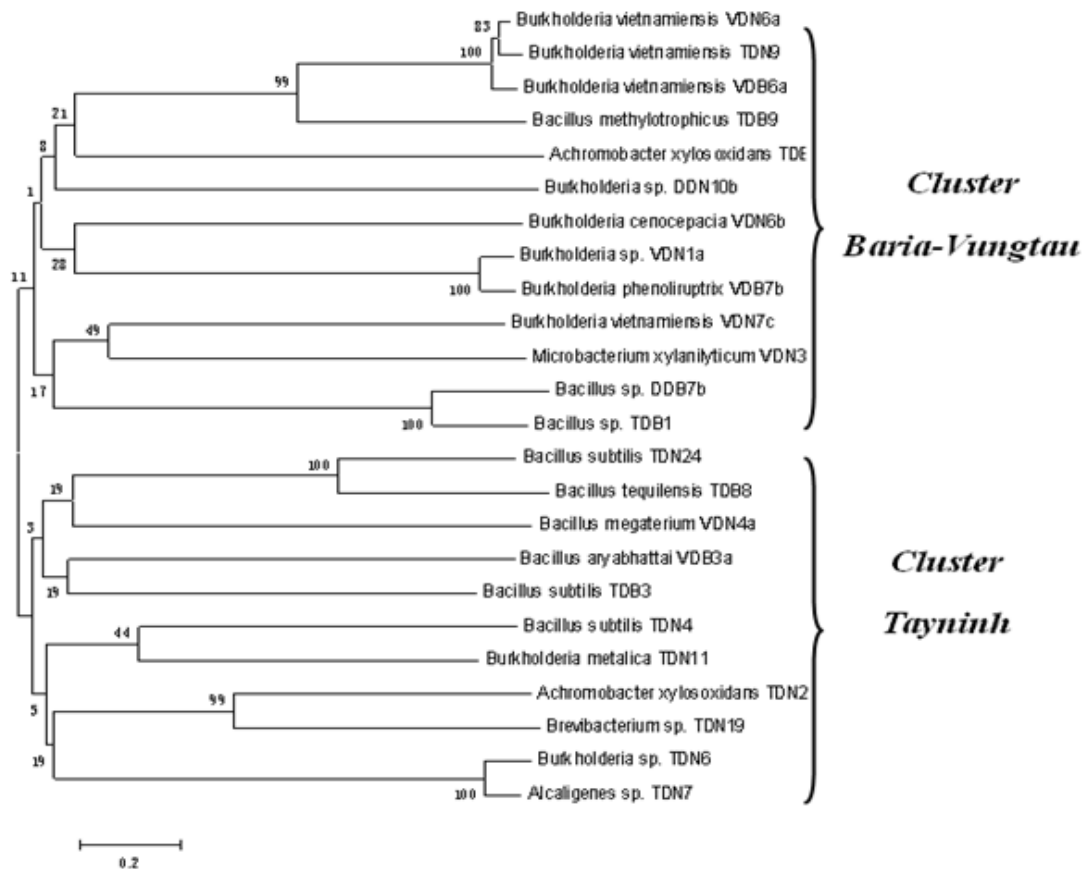 Burkholderia vietnamiensis VDN6a
83
Burkholderia vietnamiensis TDN9
100
Burkholderia vietnamiensis VDB6a
99
Bacillus methylotrophicus TDB9
21
Achromobacter xylosoxidans TDE
8
Burkholderia sp. DDN10b
1
Burkholderia cenocepacia VDN6b
28
Burkholderia sp. VDN1a
100
Burkholderia phenoliruptrix VDB7b
11
Burkholderia vietnamiensis VDN7c
49
Microbacterium xylanilyticum VDN3
17
Bacillus sp. DDB7b
100
Bacillus sp. TDB1
Cluster
Baria-Vungtau
Bacillus subtilis TDN24
100
Bacillus tequilensis TDB8
19
Bacillus megaterium VDN4a
3
Bacillus aryabhattai VDB3a
19
Bacillus subtilis TDB3
Bacillus subtilis TDN4
44
Burkholderia metalica TDN11
5
Achromobacter xylosoxidans TDN2
99
Brevibacterium sp. TDN19
19
Burkholderia sp. TDN6
100
Alcaligenes sp. TDN7
Cluster
Tayninh
0.2